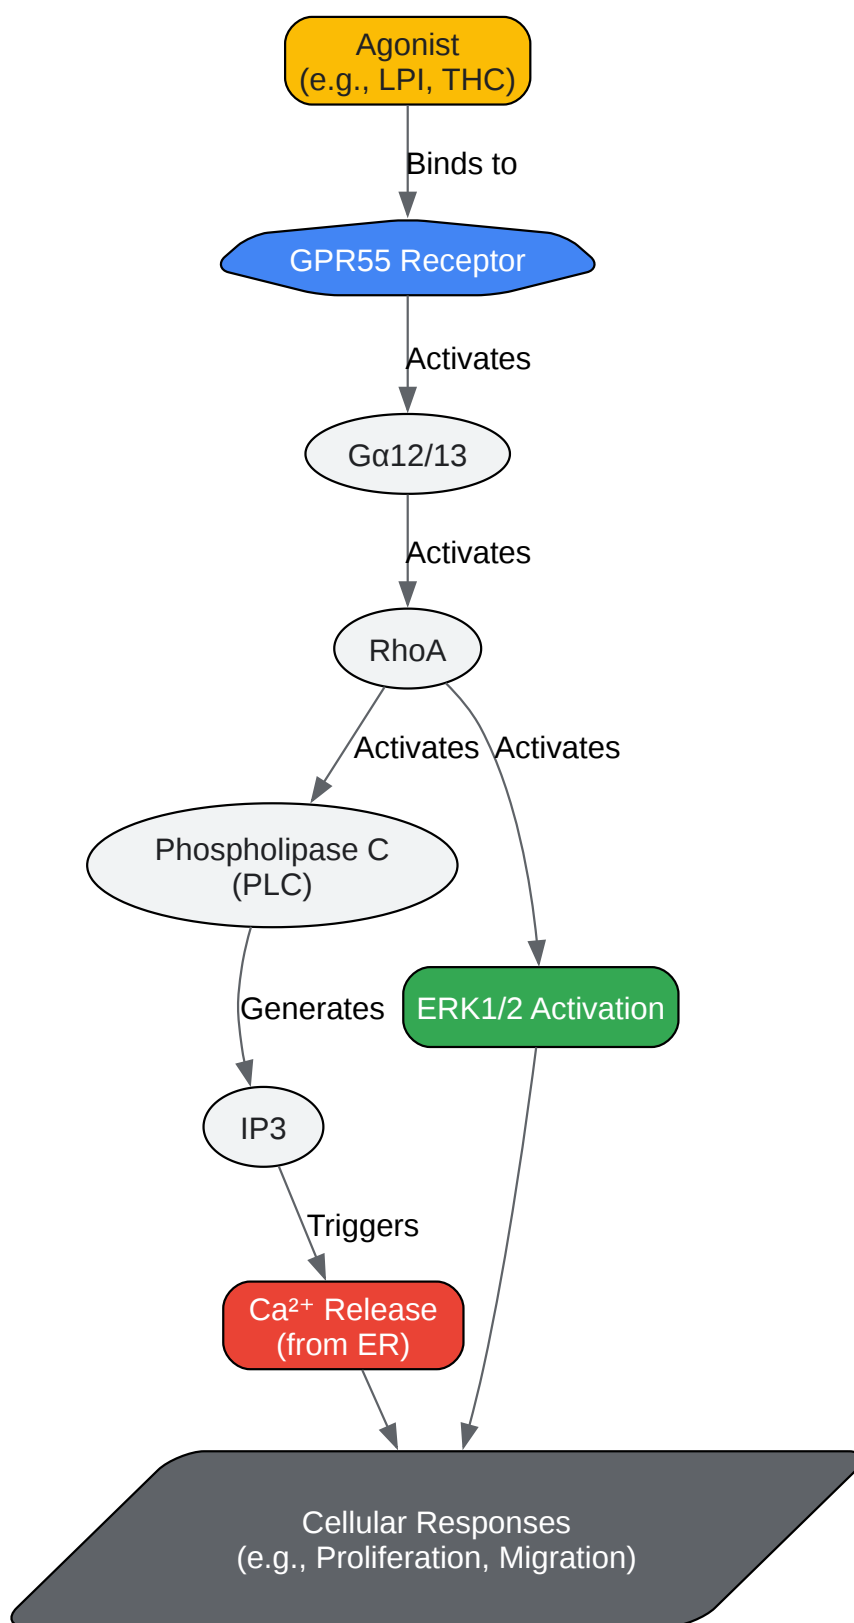 Agonist
(e.g., LPI, THC)
Binds to
GPR55 Receptor
Activates
Gα12/13
Activates
RhoA
Activates
Activates
Phospholipase C
(PLC)
Generates
ERK1/2 Activation
IP3
Triggers
Ca²⁺ Release
(from ER)
Cellular Responses
(e.g., Proliferation, Migration)